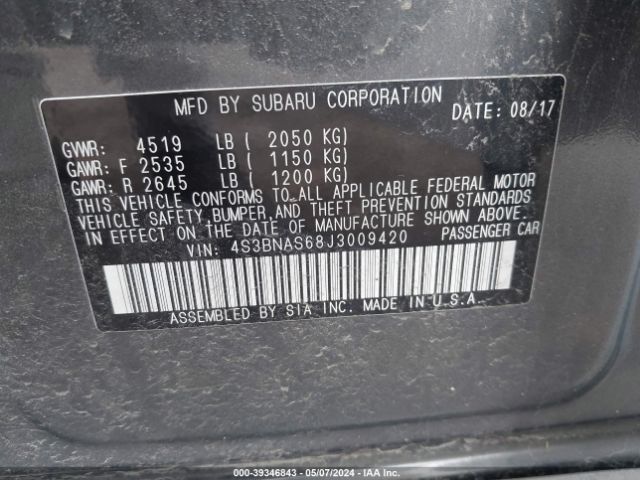 MFD BY SUBARU CORPORATION DATE: 08/17
GVWR: 4519 LB ( 2050 KG)
GAWR: F 2535 LB ( 1150 KG)
GAWR: R 2645 LB ( 1200 KG)
THIS VEHICLE CONFORMS TO ALL APPLICABLE FEDERAL MOTOR
VEHICLE SAFETY, BUMPER, AND THEFT PREVENTION STANDARDS
IN EFFECT ON THE DATE OF MANUFACTURE SHOWN ABOVE.
VIN: 4S3BNAS68J3009420 PASSENGER CAR
ASSEMBLED BY SIA INC. MADE IN U.S.A.
000-39346843 - 05/07/2024 - IAA Inc.